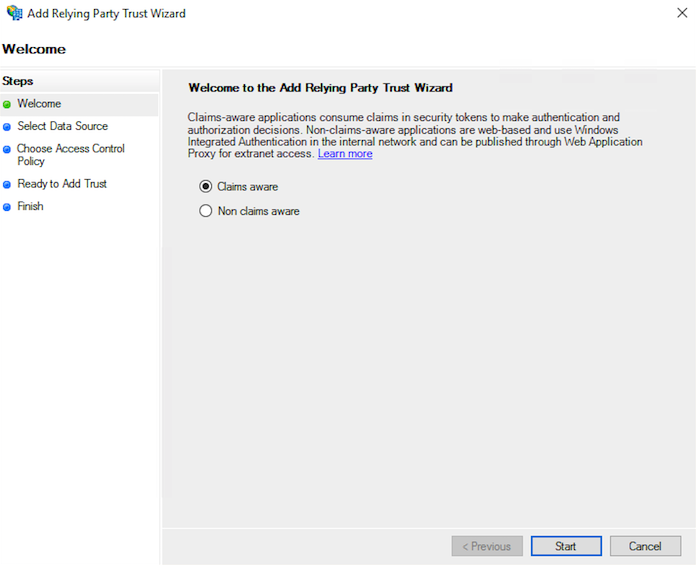 Add Relying Party Trust Wizard
Welcome
Steps
Welcome
Select Data Source
Choose Access Control
Policy
Ready to Add Trust
Finish
Welcome to the Add Relying Party Trust Wizard
Claims-aware applications consume claims in security tokens to make authentication and
authorization decisions. Non-claims-aware applications are web-based and use Windows
Integrated Authentication in the internal network and can be published through Web Application
Proxy for extranet access. Learn more
Claims aware
Non claims aware
< Previous
Start
Cancel